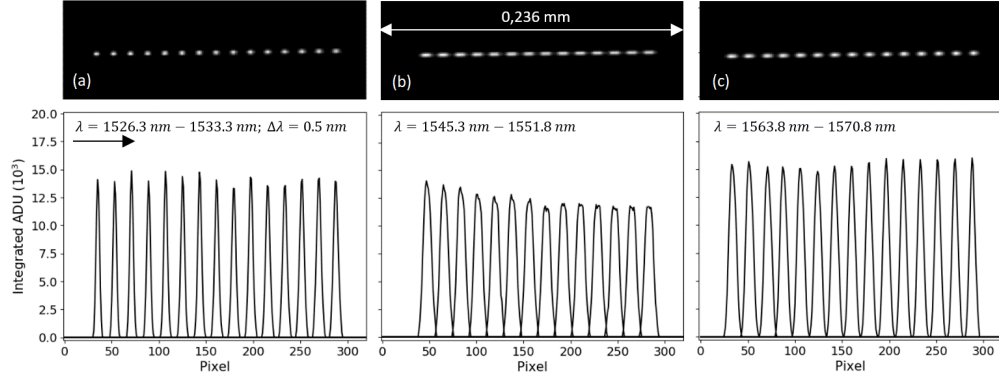 0,236 mm
(a)
(b)
(c)
λ = 1526.3 nm − 1533.3 nm; Δλ = 0.5 nm
λ = 1545.3 nm − 1551.8 nm
λ = 1563.8 nm − 1570.8 nm
Integrated ADU (10³)
20.0
17.5
15.0
12.5
10.0
7.5
5.0
2.5
0.0
0 50 100 150 200 250 300
0 50 100 150 200 250 300
0 50 100 150 200 250 300
Pixel
Pixel
Pixel